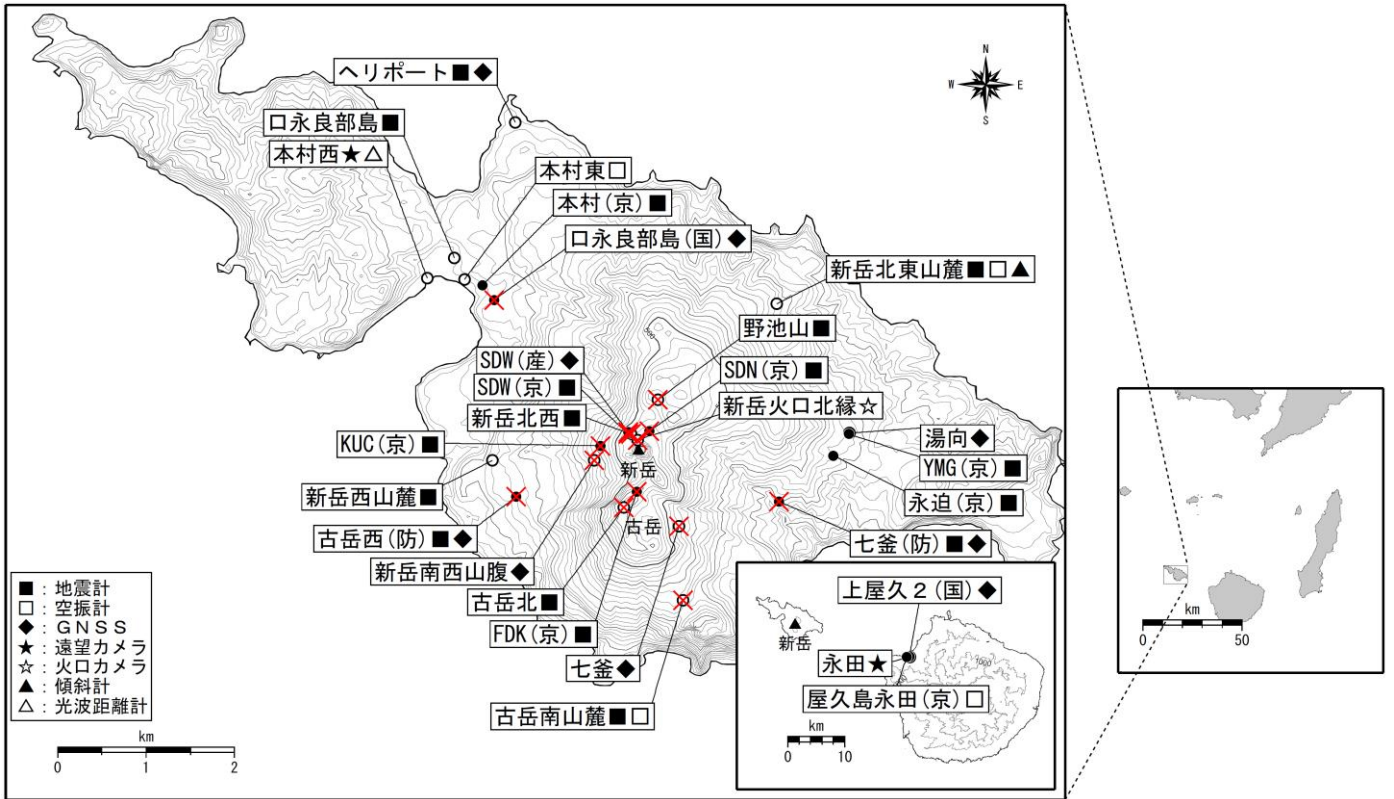 N
W
E
S
ヘリポート■◆
口永良部島■
本村西★△
本村東□
本村(京)■
口永良部島(国)◆
新岳北東山麓■□▲
野池山■
SDW(産)◆
SDN(京)■
SDW(京)■
新岳火口北縁☆
新岳北西■
KUC(京)■
湯向◆
YMG(京)■
新岳
新岳西山麓■
永迫(京)■
古岳西(防)■◆
古岳
七釜(防)■◆
新岳南西山腹◆
古岳北■
FDK(京)■
七釜◆
古岳南山麓■□
■：地震計
□：空振計
◆：ＧＮＳＳ
★：遠望カメラ
☆：火口カメラ
▲：傾斜計
△：光波距離計
km
0 1 2
上屋久２(国)◆
新岳
永田★
1000
屋久島永田(京)□
km
0 10
km
0 50